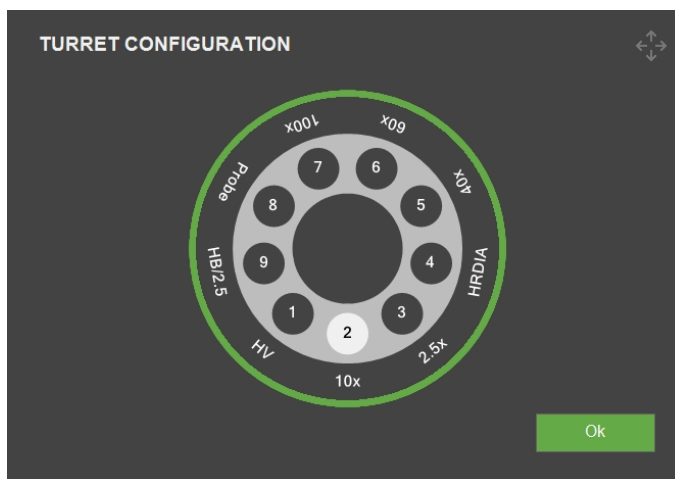 TURRET CONFIGURATION
100x
60x
Probe
7
6
40x
8
5
HB/2.5
9
4
HRDIA
1
3
HV
2
2.5x
10x
Ok